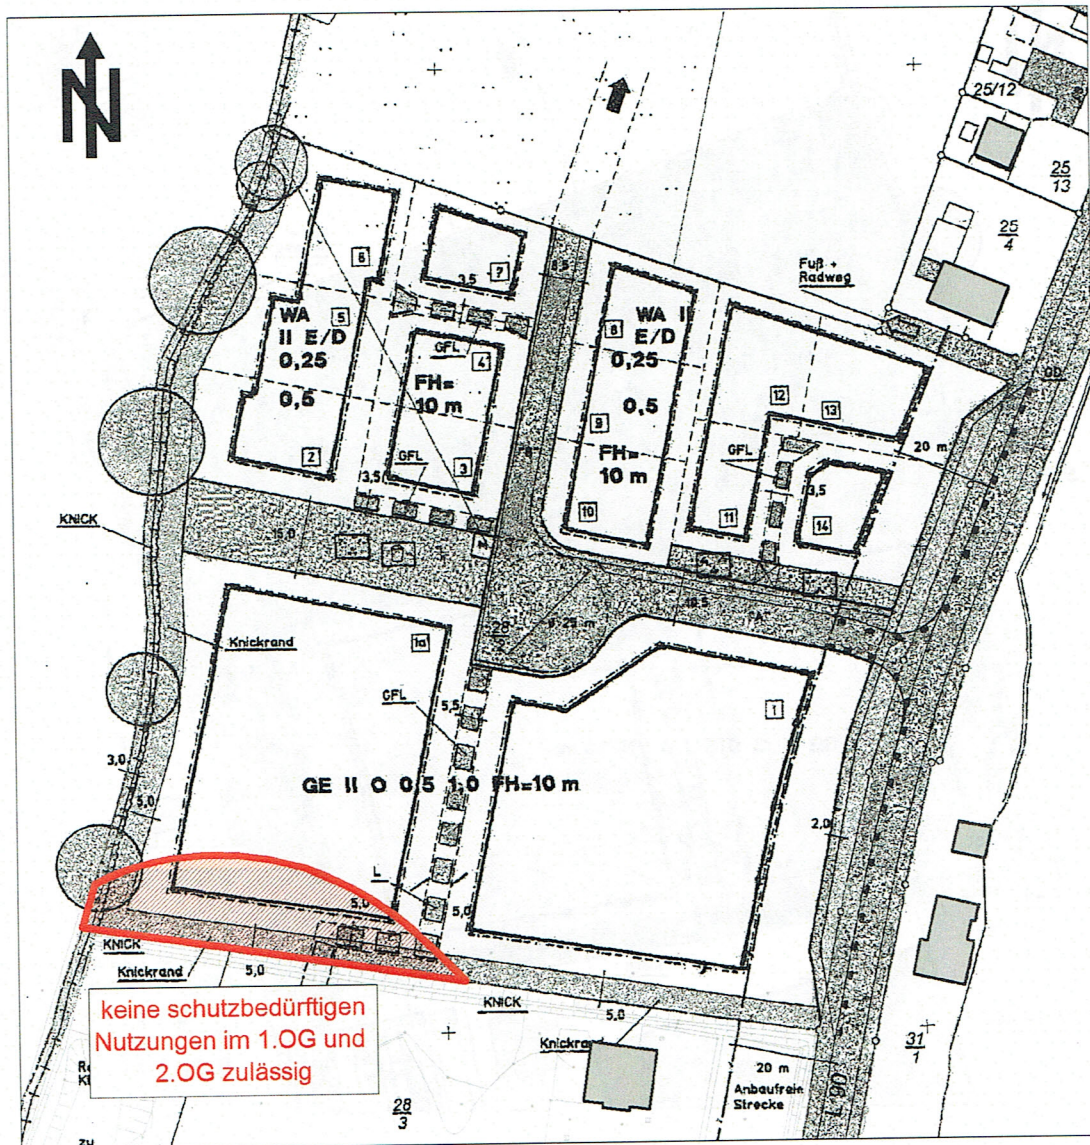 N
25/12
25
13
25
4
Fuß +
Radweg
6
7
3,5
5,5
WA
II E/D
0,25
0,5
5
GFL
4
FH=
10 m
8
WA II
E/D
0,25
0,5
FH=
10 m
9
12
13
20 m
GFL
3,5
2
3,5
GFL
3
10
11
14
KNICK
15,0
Knickrand
1a
GFL
5,5
1
3,0
5,0
GE II O 0,5 1,0 FH=10 m
2,0
L
5,0
5,0
KNICK
Knickrand
5,0
KNICK
5,0
keine schutzbedürftigen
Nutzungen im 1.OG und
2.OG zulässig
Knickrand
20 m
Anbaufreie
Strecke
L 90
31
1
28
3
zu